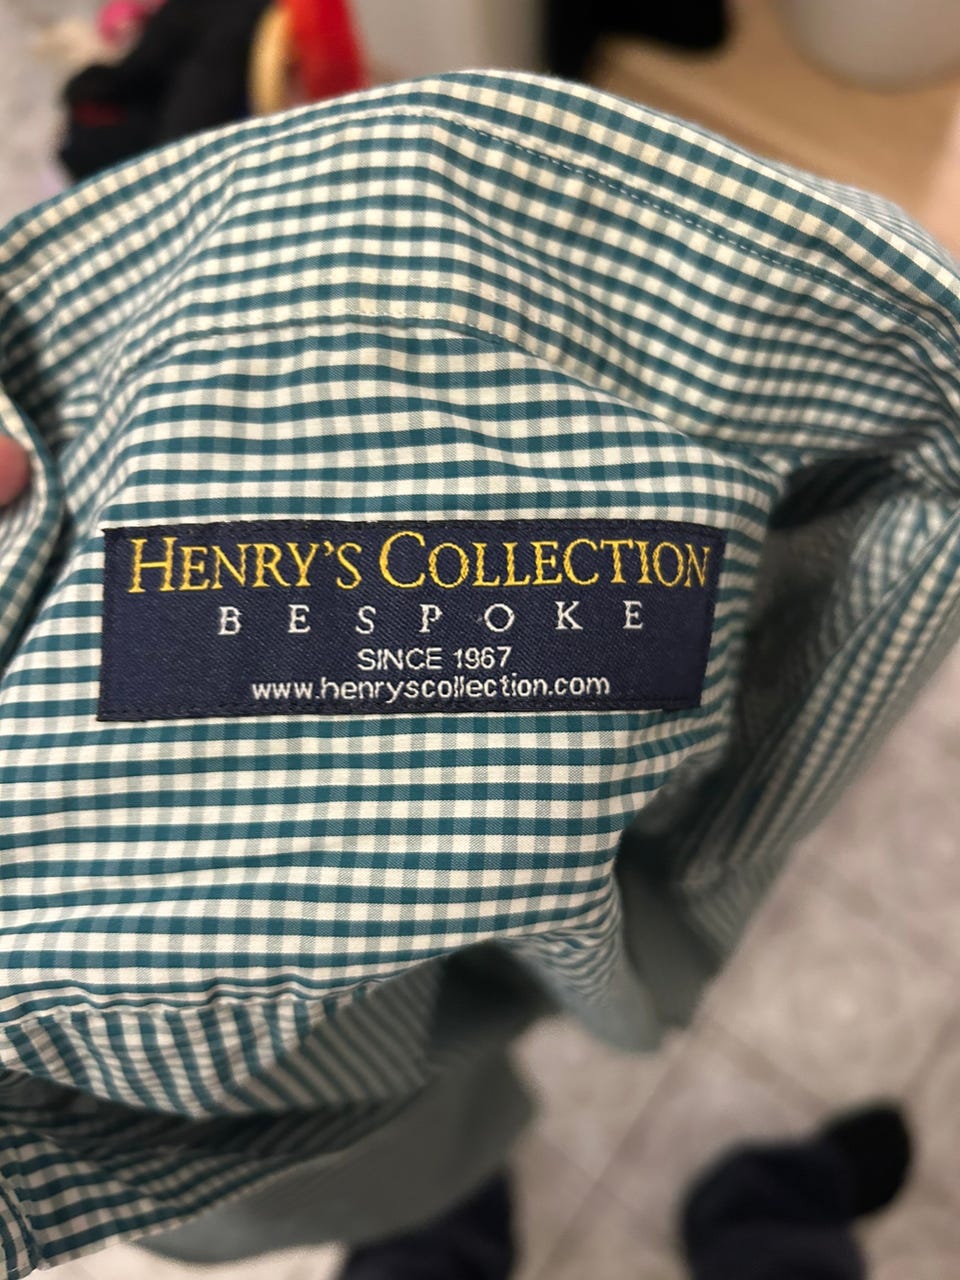 HENRY'S COLLECTION
BESPOKE
SINCE 1967
www.henryscollection.com